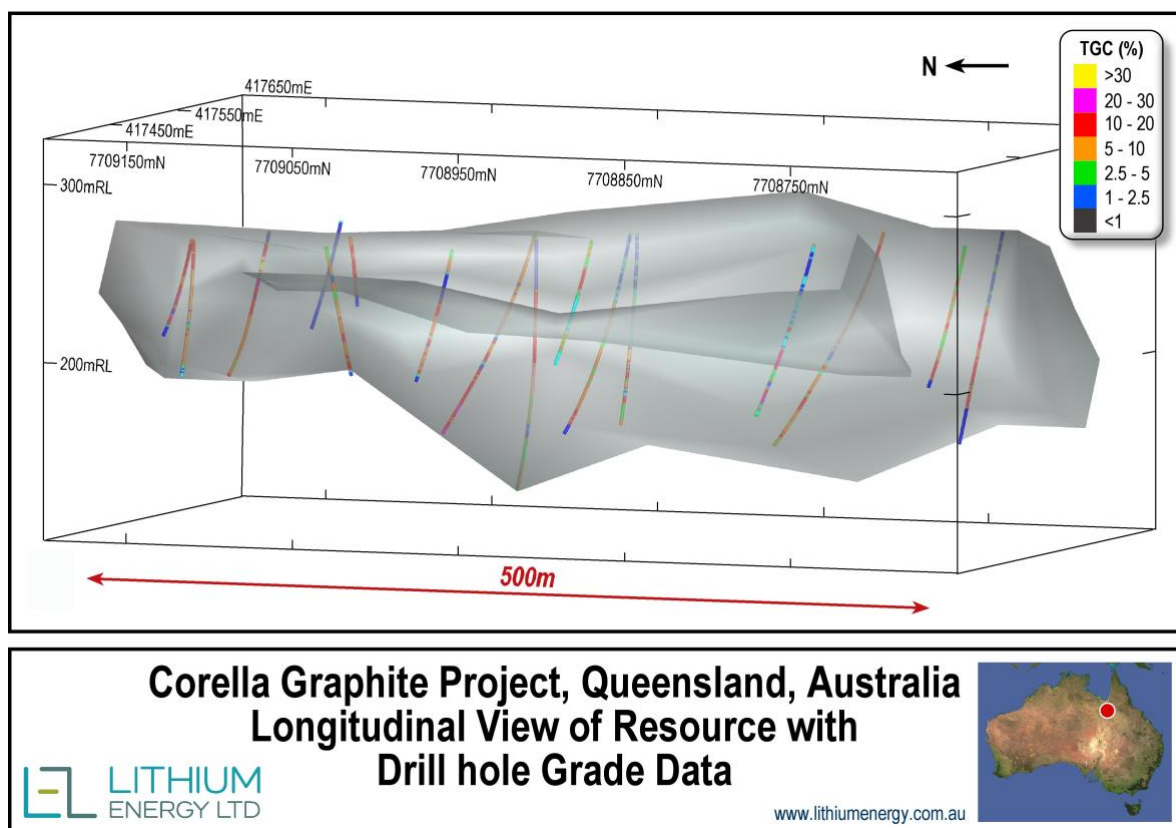 N
TGC (%)
>30
20 - 30
10 - 20
5 - 10
2.5 - 5
1 - 2.5
<1
417650mE
417550mE
417450mE
7709150mN
7709050mN
7708950mN
7708850mN
7708750mN
300mRL
200mRL
500m
Corella Graphite Project, Queensland, Australia
Longitudinal View of Resource with
Drill hole Grade Data
LEL LITHIUM
ENERGY LTD
www.lithiumenergy.com.au